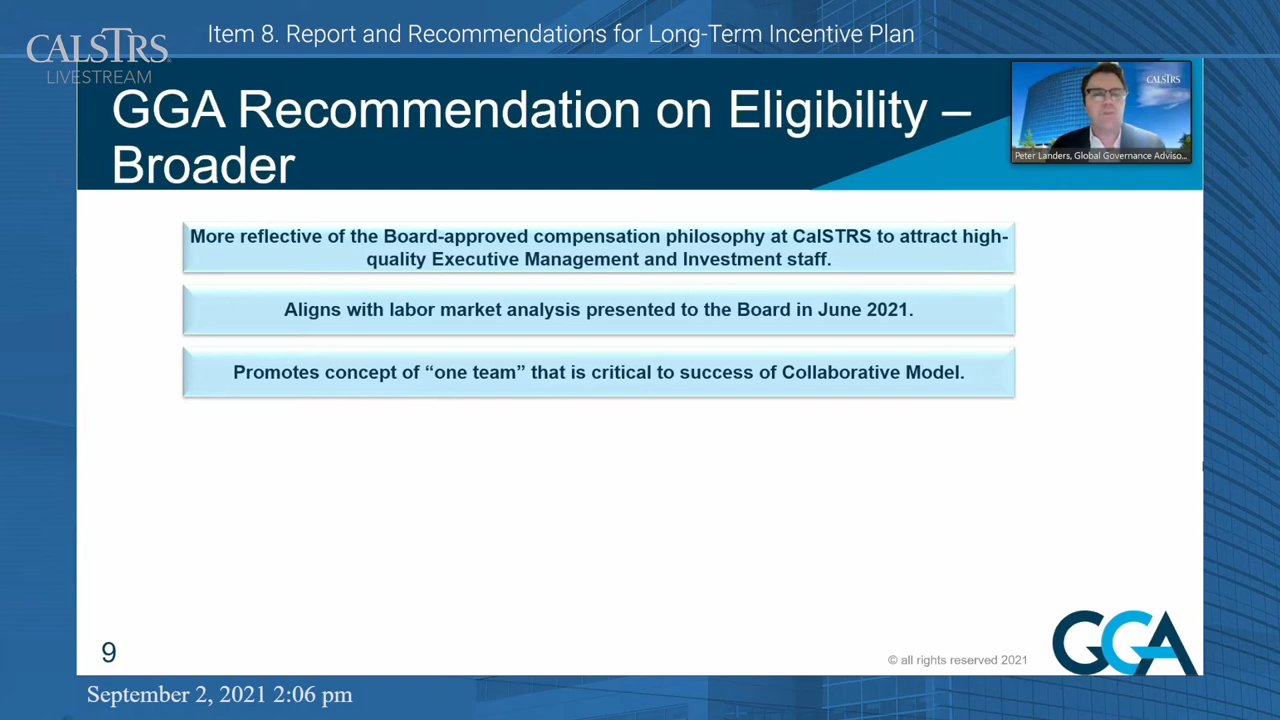 Item 8. Report and Recommendations for Long-Term Incentive Plan
CALSTRS
LIVESTREAM
GGA Recommendation on Eligibility –
Broader
CALSTRS
Peter Landers, Global Governance Adviso...
More reflective of the Board-approved compensation philosophy at CalSTRS to attract high-
quality Executive Management and Investment staff.
Aligns with labor market analysis presented to the Board in June 2021.
Promotes concept of “one team” that is critical to success of Collaborative Model.
9
© all rights reserved 2021
GGA
September 2, 2021 2:06 pm